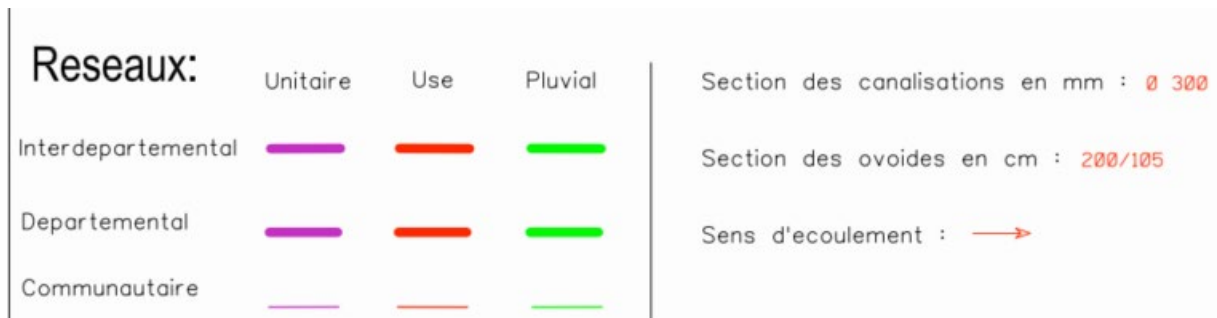 Reseaux:
Unitaire Use Pluvial
Interdepartemental
Departemental
Communautaire
Section des canalisations en mm : Ø 300
Section des ovoides en cm : 200/105
Sens d'ecoulement :